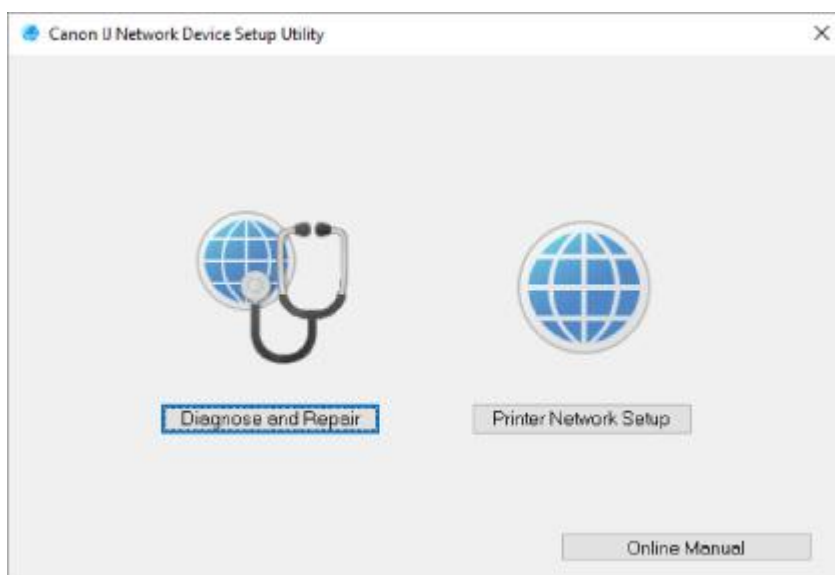 Canon IJ Network Device Setup Utility
Diagnose and Repair
Printer Network Setup
Online Manual